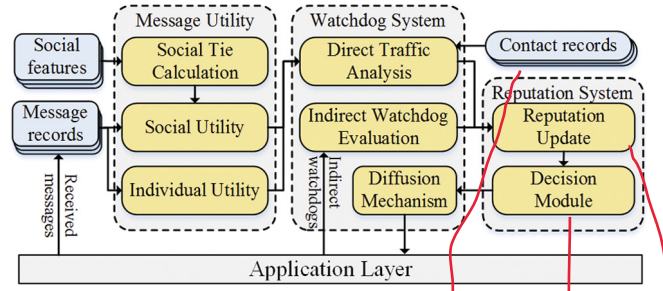 Message Utility
Watchdog System
Social
features
Social Tie
Calculation
Direct Traffic
Analysis
Contact records
Reputation System
Message
records
Social Utility
Indirect Watchdog
Evaluation
Reputation
Update
Individual Utility
Diffusion
Mechanism
Decision
Module
Received
messages
Indirect
watchdogs
Application Layer